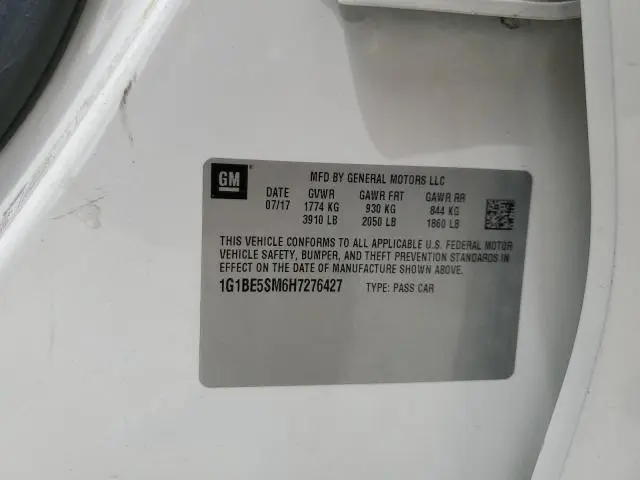 GM
MFD BY GENERAL MOTORS LLC
DATE GVWR GAWR FRT GAWR RR
07/17 1774 KG 930 KG 844 KG
3910 LB 2050 LB 1860 LB
THIS VEHICLE CONFORMS TO ALL APPLICABLE U.S. FEDERAL MOTOR
VEHICLE SAFETY, BUMPER, AND THEFT PREVENTION STANDARDS IN
EFFECT ON THE DATE OF MANUFACTURE SHOWN ABOVE.
1G1BE5SM6H7276427 TYPE: PASS CAR